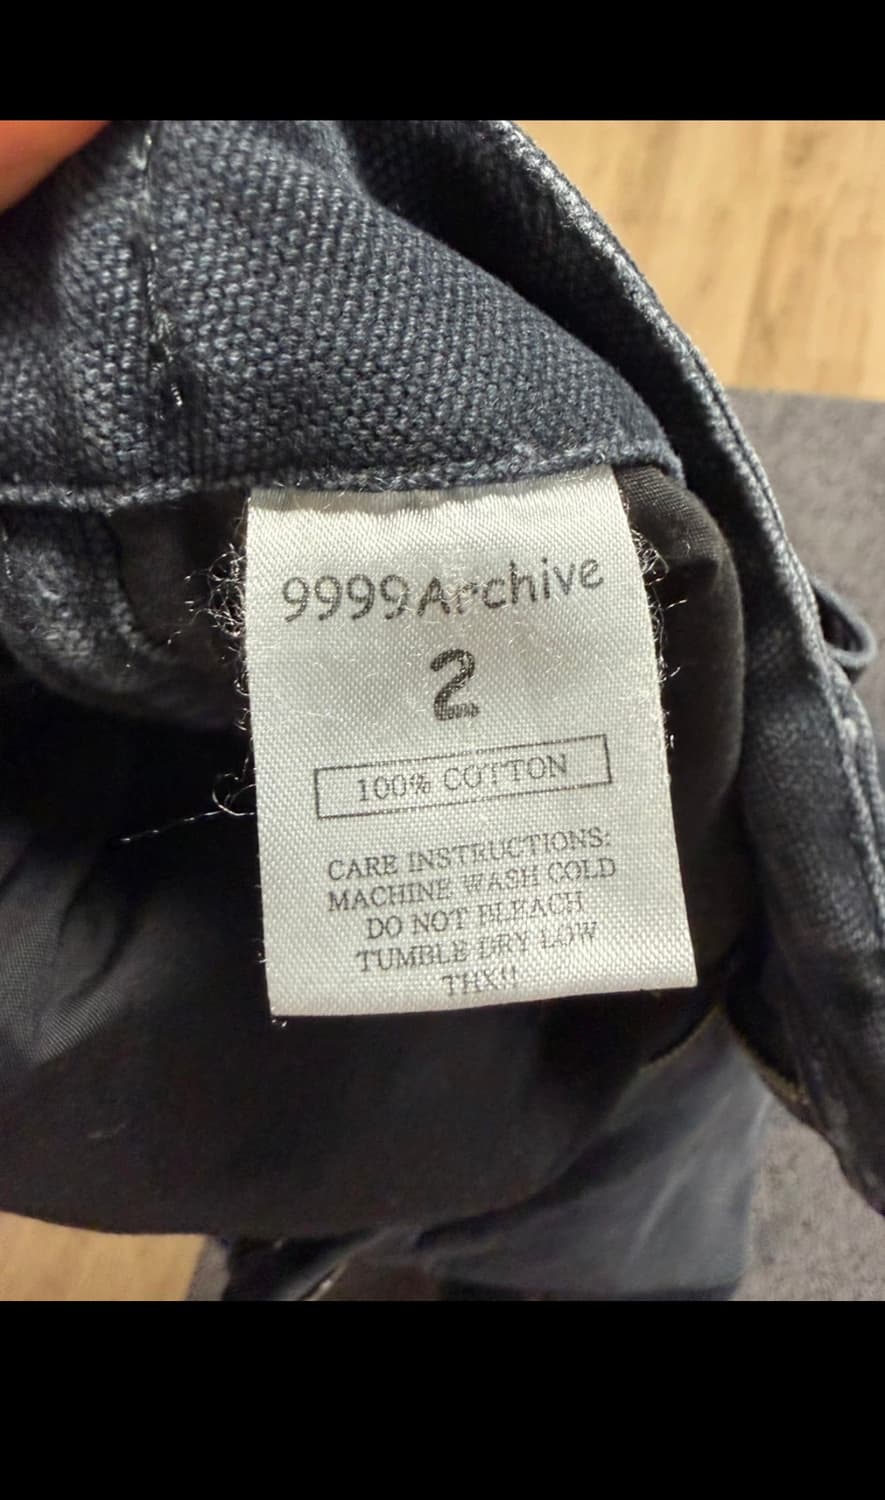 9999Archive
2
100% COTTON
CARE INSTRUCTIONS:
MACHINE WASH COLD
DO NOT BLEACH
TUMBLE DRY LOW
THX!!